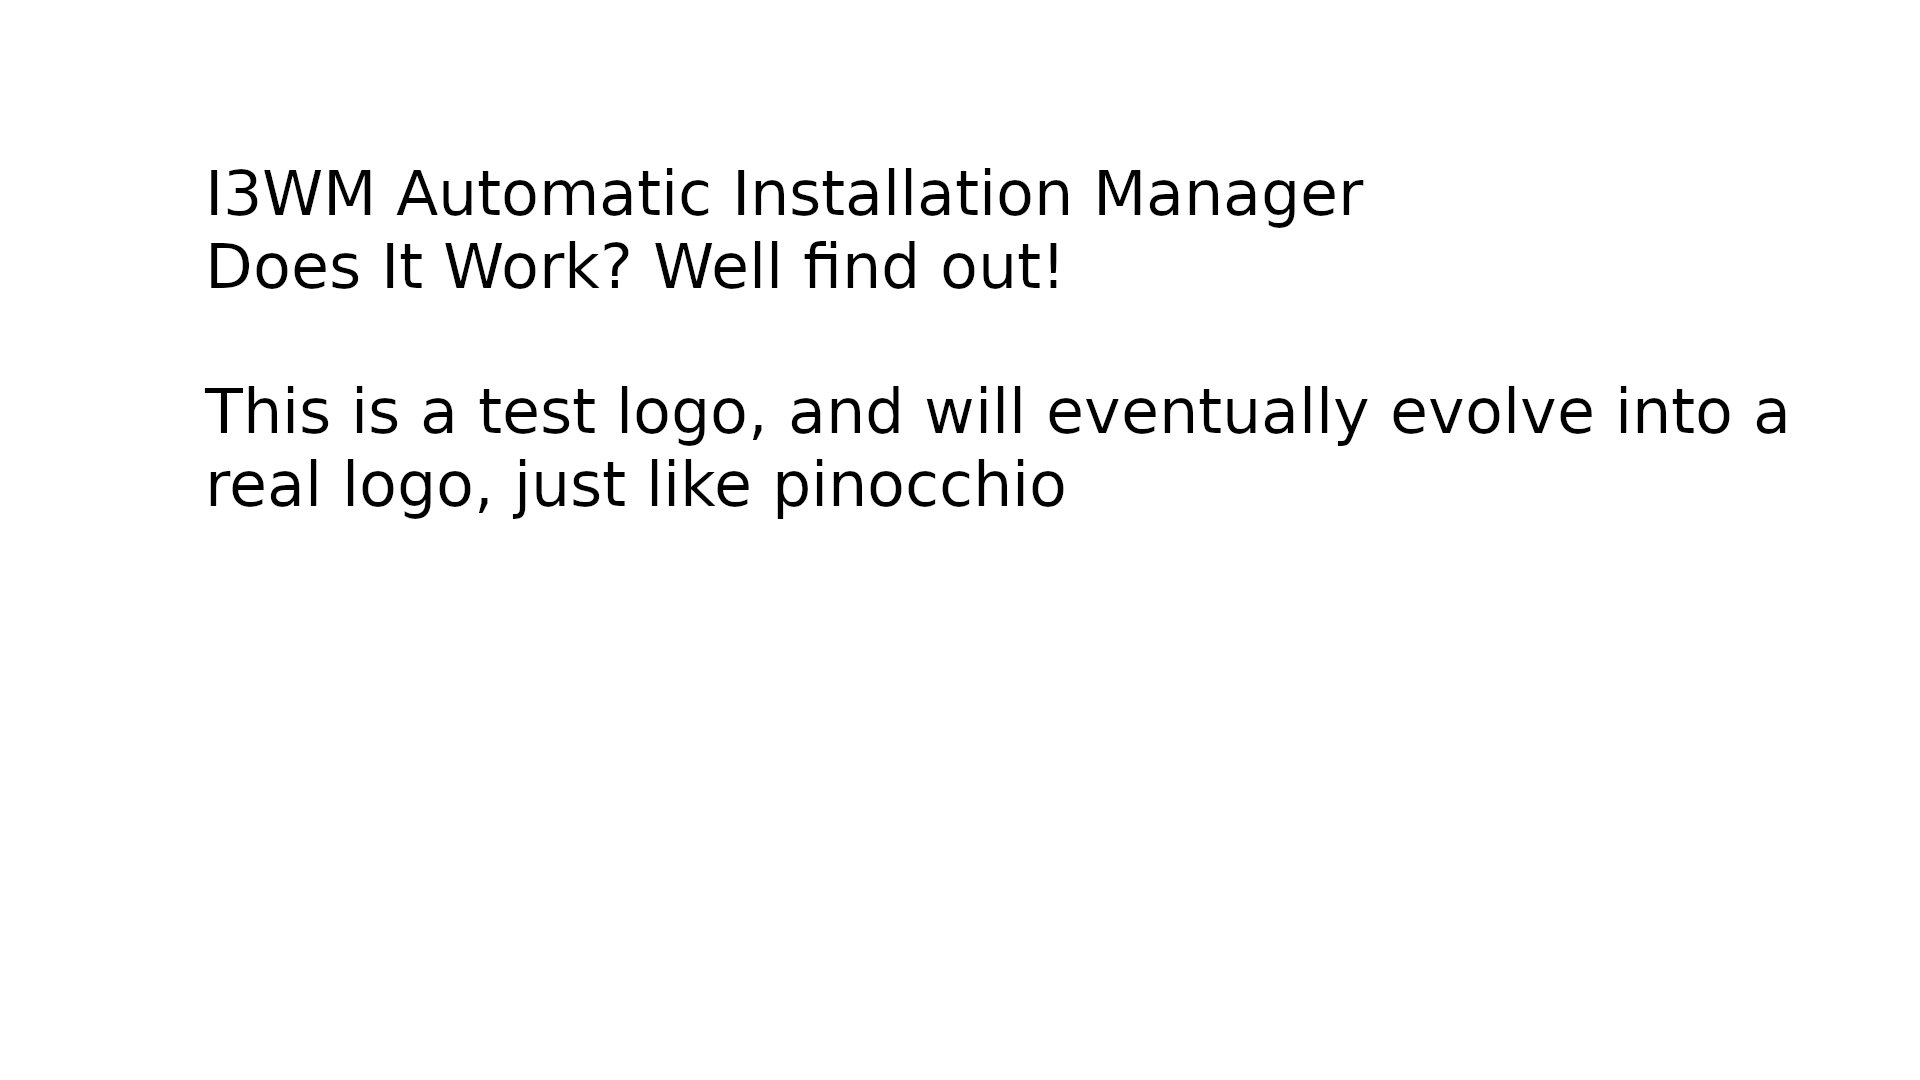 I3WM Automatic Installation Manager
Does It Work? Well find out!
This is a test logo, and will eventually evolve into a
real logo, just like pinocchio